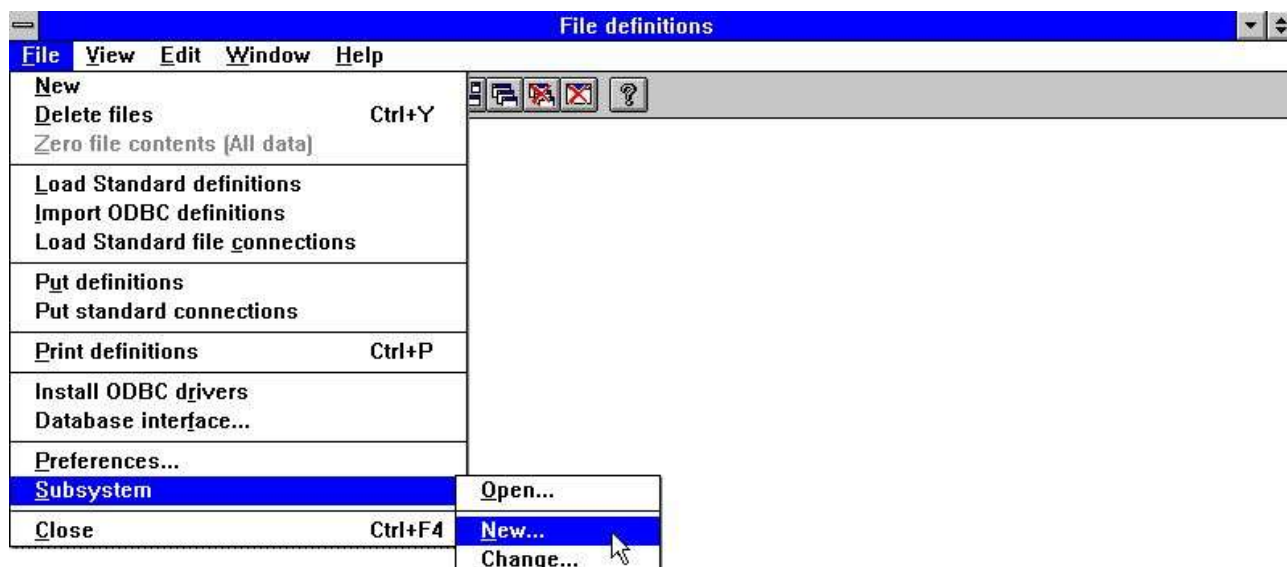 File definitions
File View Edit Window Help
New
Delete files Ctrl+Y
Zero file contents (All data)
Load Standard definitions
Import ODBC definitions
Load Standard file connections
Put definitions
Put standard connections
Print definitions Ctrl+P
Install ODBC drivers
Database interface...
Preferences...
Subsystem
Open...
Close Ctrl+F4
New...
Change...